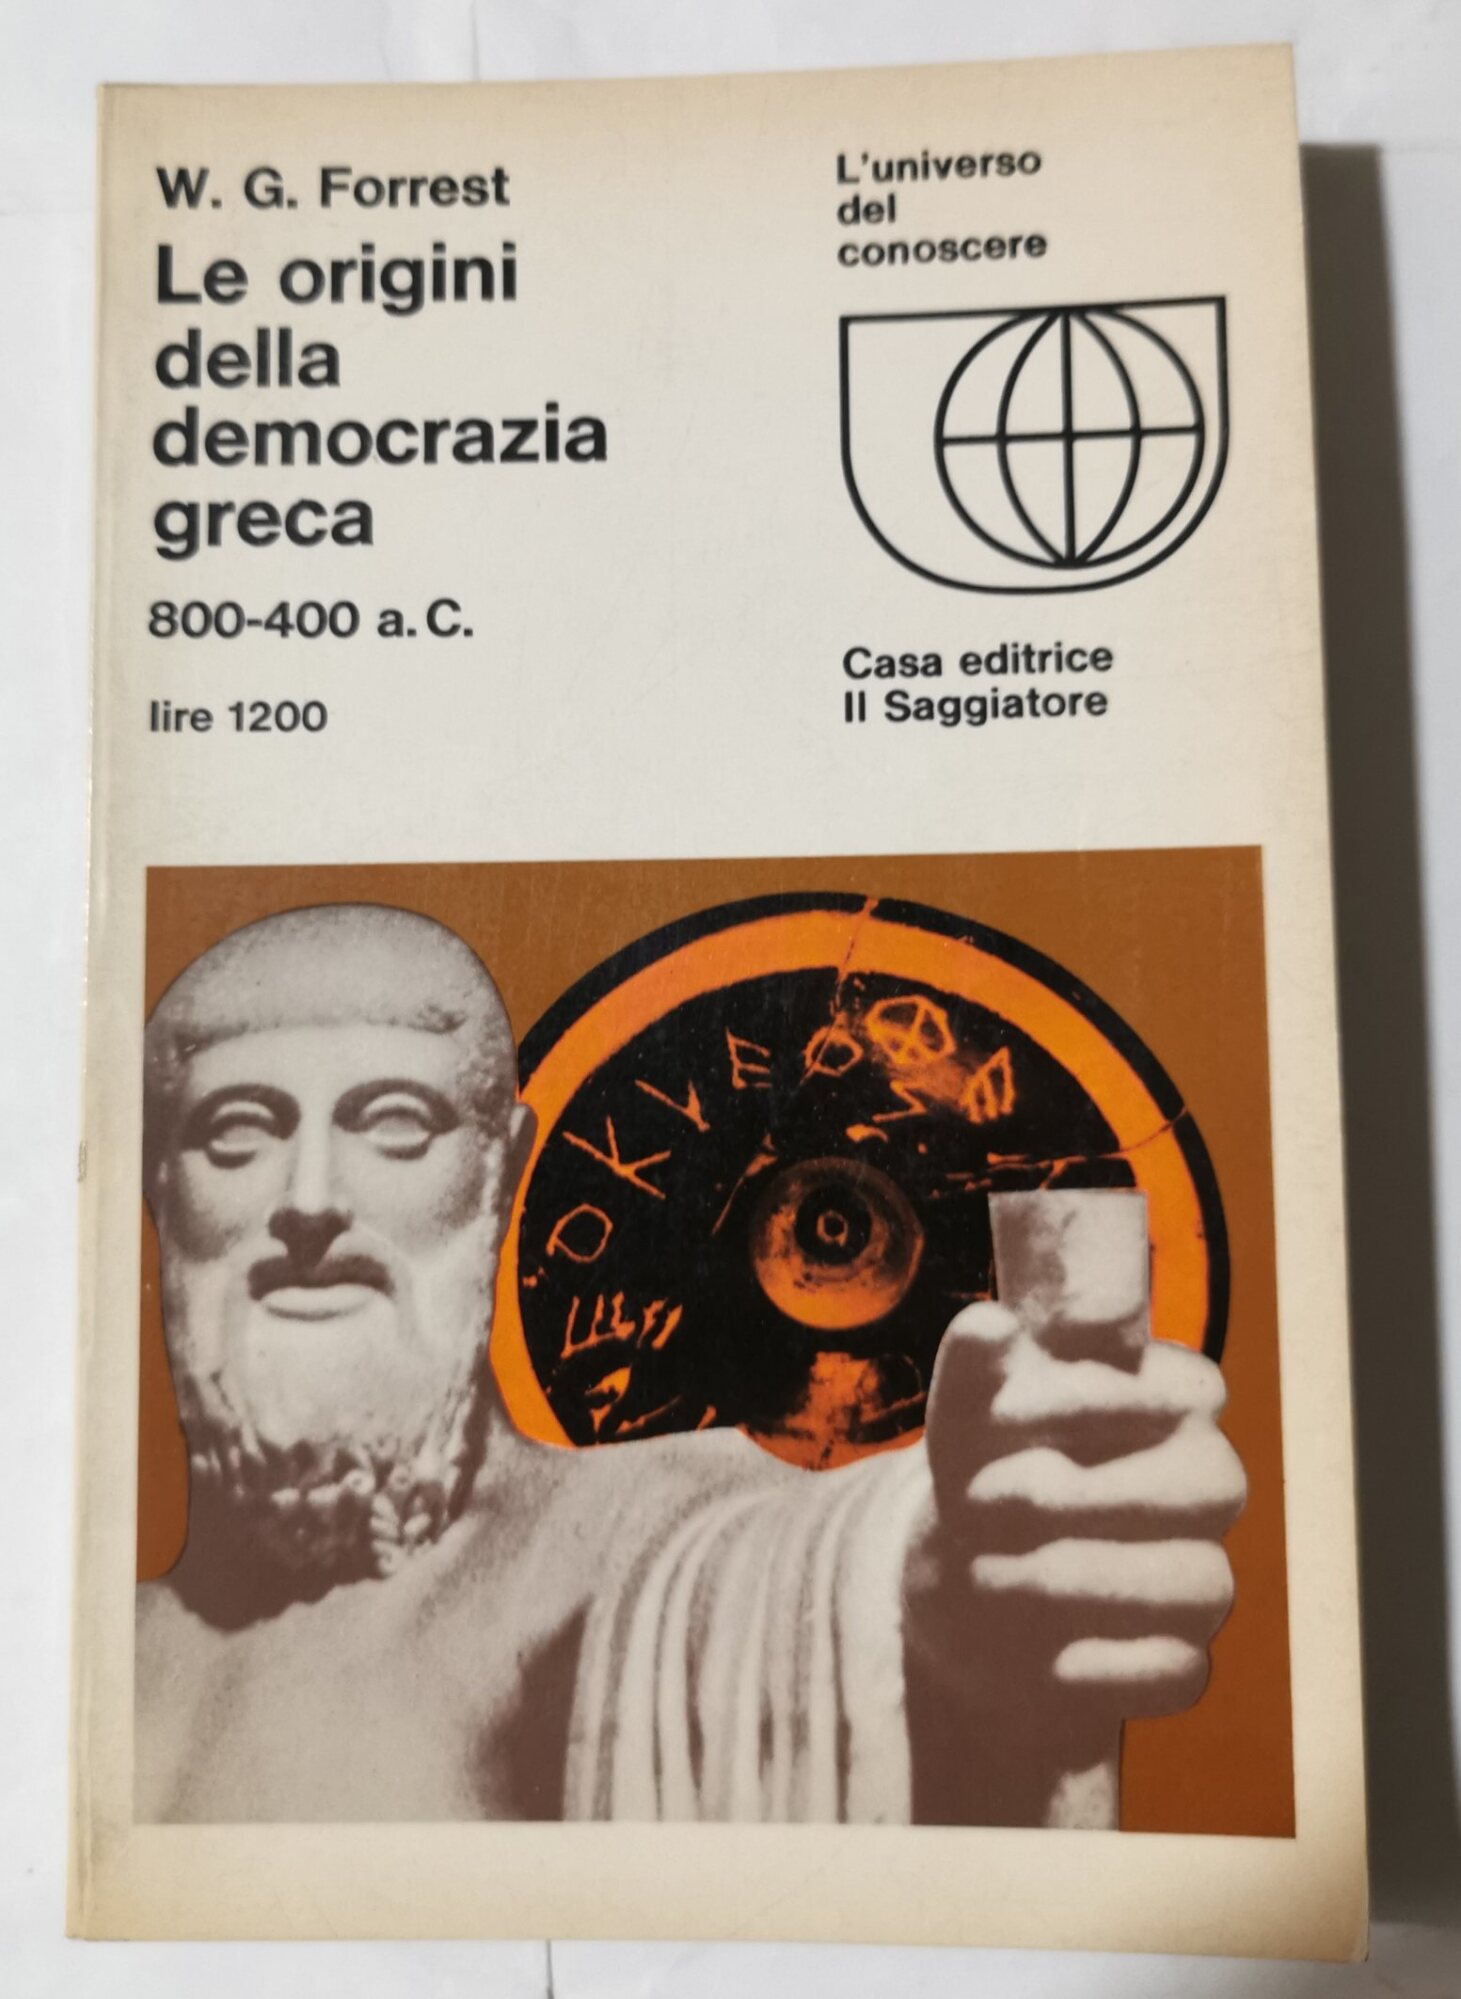 W. G. Forrest
Le origini
della
democrazia
greca
800-400 a.C.
lire 1200
L'universo
del
conoscere
Casa editrice
Il Saggiatore